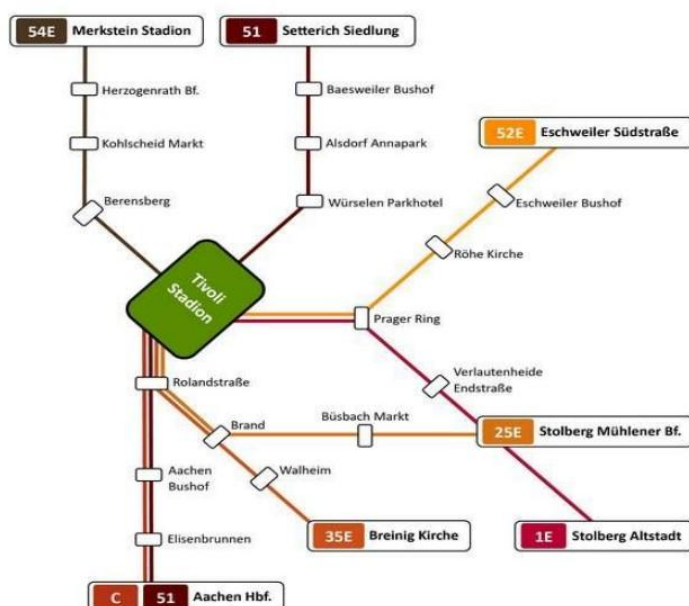 54E Merkstein Stadion
51 Setterich Siedlung
Herzogenrath Bf.
Baesweiler Bushof
52E Eschweiler Südstraße
Kohlscheid Markt
Alsdorf Annapark
Berensberg
Würselen Parkhotel
Eschweiler Bushof
Röhe Kirche
Tivoli
Stadion
Prager Ring
Rolandstraße
Verlautenheide
Endstraße
Büsbach Markt
Brand
25E Stolberg Mühlener Bf.
Aachen
Bushof
Walheim
Elisenbrunnen
35E Breinig Kirche
1E Stolberg Altstadt
C 51 Aachen Hbf.